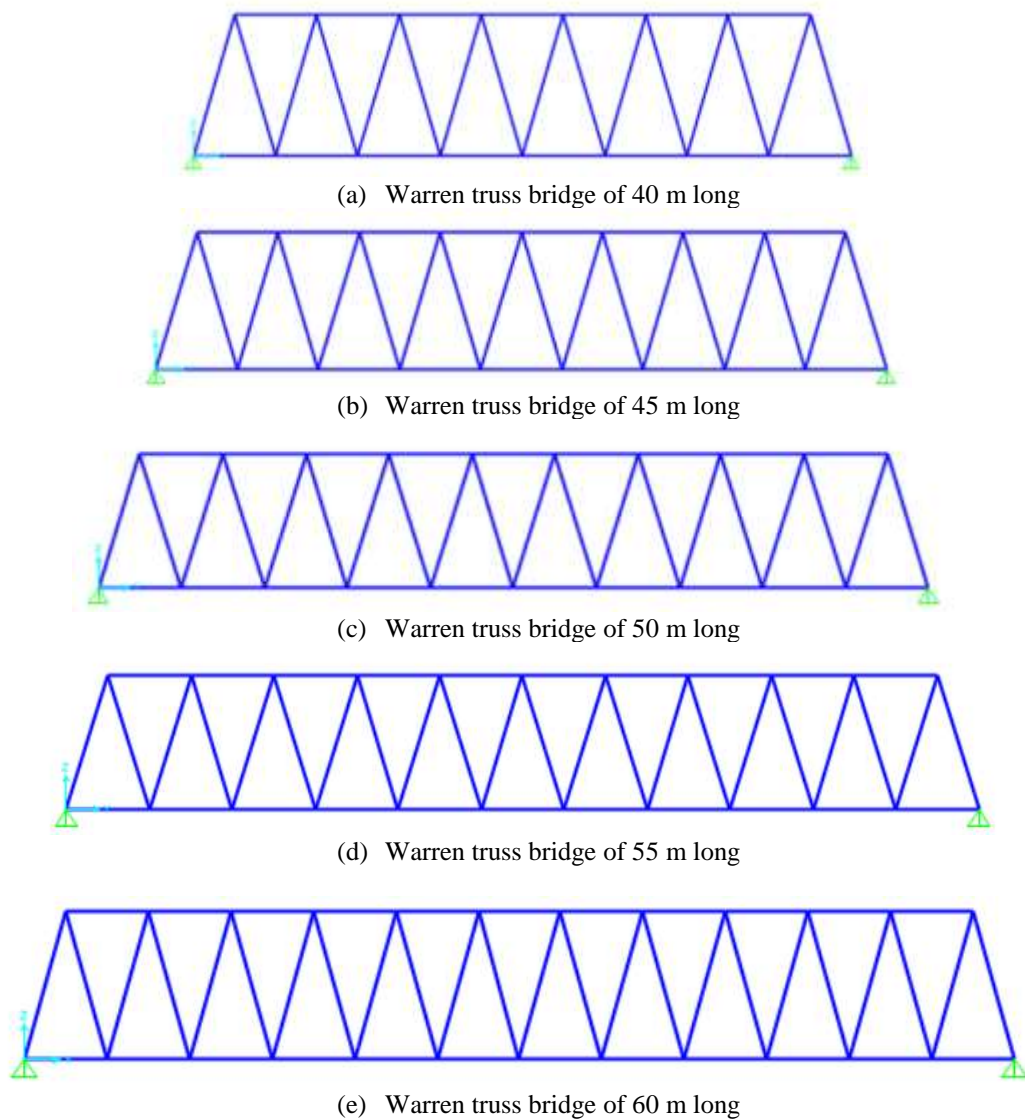 (a) Warren truss bridge of 40 m long
(b) Warren truss bridge of 45 m long
(c) Warren truss bridge of 50 m long
(d) Warren truss bridge of 55 m long
(e) Warren truss bridge of 60 m long